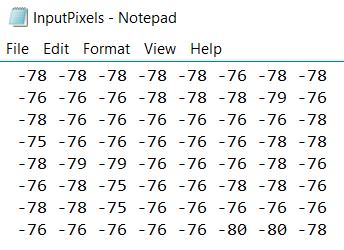 InputPixels - Notepad
File Edit Format View Help
-78 -78 -78 -78 -78 -76 -78 -78
-76 -76 -76 -78 -78 -78 -79 -76
-78 -76 -76 -76 -76 -78 -76 -76
-75 -76 -76 -76 -76 -76 -78 -78
-78 -79 -79 -76 -76 -76 -78 -76
-76 -78 -75 -76 -76 -78 -78 -76
-78 -78 -75 -76 -76 -76 -76 -76
-76 -76 -76 -76 -76 -80 -80 -78